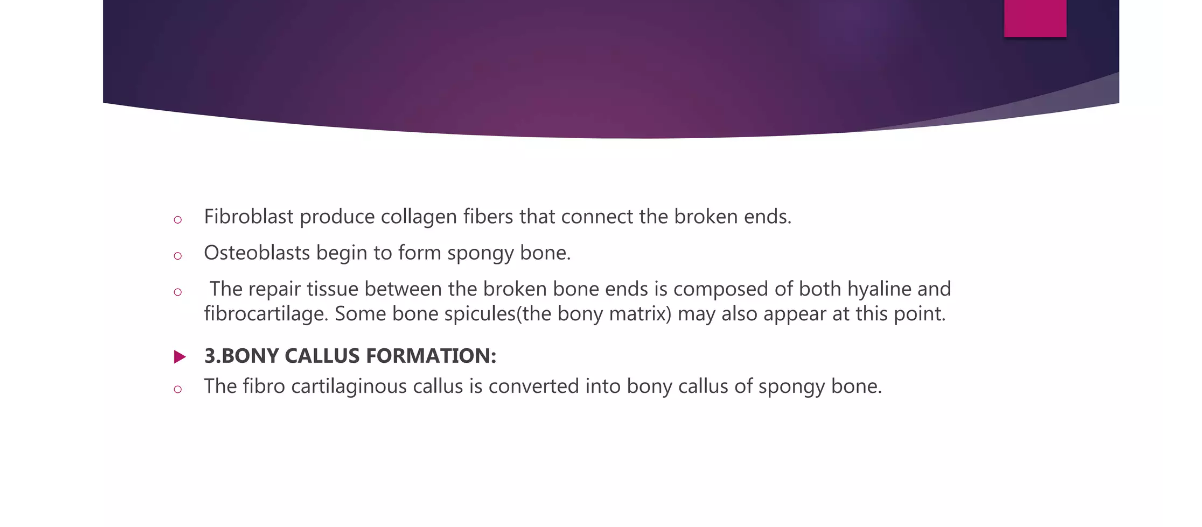 Fibroblast produce collagen fibers that connect the broken ends.
Osteoblasts begin to form spongy bone.
The repair tissue between the broken bone ends is composed of both hyaline and
fibrocartilage. Some bone spicules(the bony matrix) may also appear at this point.
3.BONY CALLUS FORMATION:
The fibro cartilaginous callus is converted into bony callus of spongy bone.